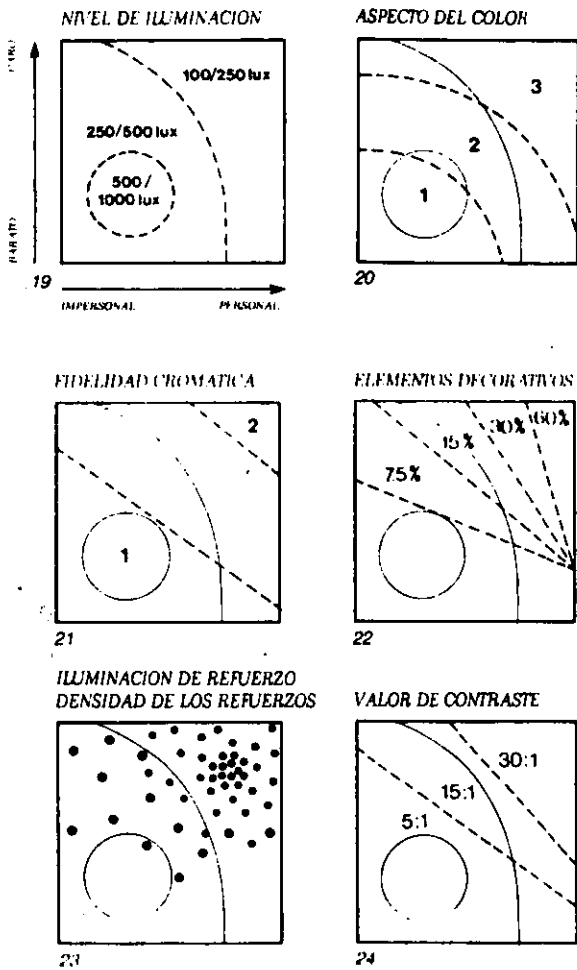 NIVEL DE ILUMINACION
CARO
100/250 lux
250/500 lux
500/
1000 lux
BARATO
19
IMPERSONAL PERSONAL
ASPECTO DEL COLOR
3
2
1
20
FIDELIDAD CROMATICA
2
1
21
ELEMENTOS DECORATIVOS
60%
30%
15%
7.5%
22
ILUMINACION DE REFUERZO
DENSIDAD DE LOS REFUERZOS
23
VALOR DE CONTRASTE
30:1
15:1
5:1
24